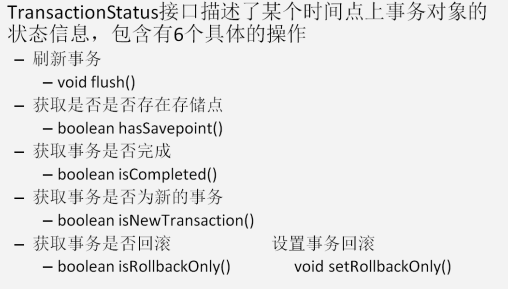 TransactionStatus接口描述了某个时间点上事务对象的
状态信息，包含有6个具体的操作
– 刷新事务
– void flush()
– 获取是否是否存在存储点
– boolean hasSavepoint()
– 获取事务是否完成
– boolean isCompleted()
– 获取事务是否为新的事务
– boolean isNewTransaction()
– 获取事务是否回滚 设置事务回滚
– boolean isRollbackOnly() void setRollbackOnly()